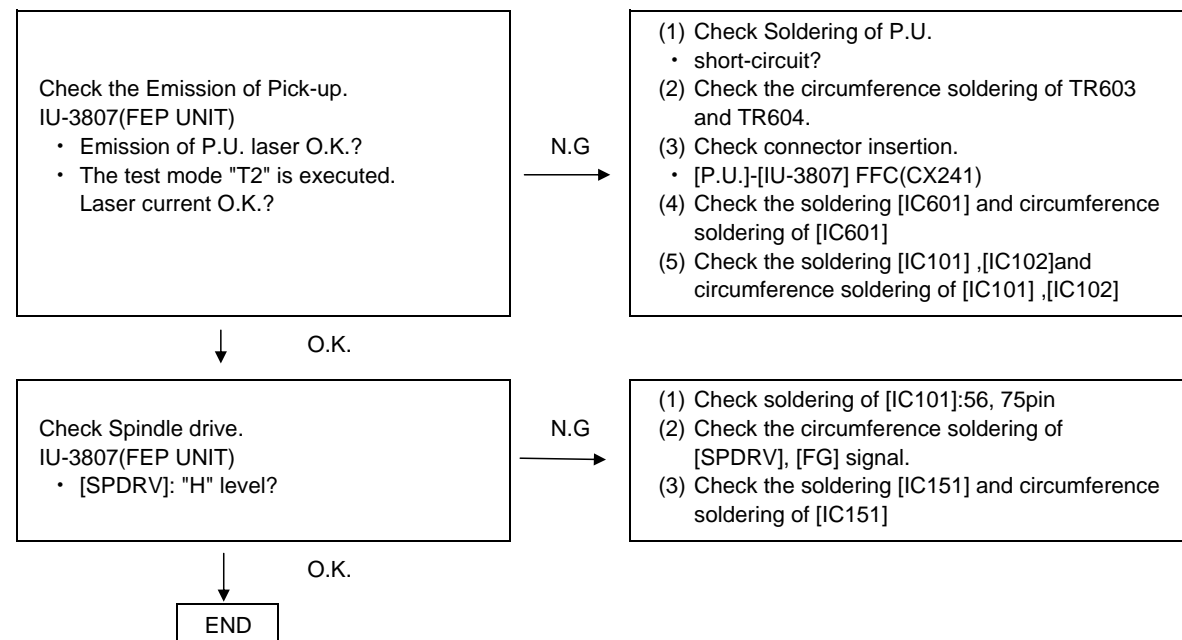 Check the Emission of Pick-up.
IU-3807(FEP UNIT)
・ Emission of P.U. laser O.K.?
・ The test mode "T2" is executed.
Laser current O.K.?
N.G
(1) Check Soldering of P.U.
・ short-circuit?
(2) Check the circumference soldering of TR603
and TR604.
(3) Check connector insertion.
・ [P.U.]-[IU-3807] FFC(CX241)
(4) Check the soldering [IC601] and circumference
soldering of [IC601]
(5) Check the soldering [IC101] ,[IC102]and
circumference soldering of [IC101] ,[IC102]
O.K.
Check Spindle drive.
IU-3807(FEP UNIT)
・ [SPDRV]: "H" level?
N.G
(1) Check soldering of [IC101]:56, 75pin
(2) Check the circumference soldering of
[SPDRV], [FG] signal.
(3) Check the soldering [IC151] and circumference
soldering of [IC151]
O.K.
END